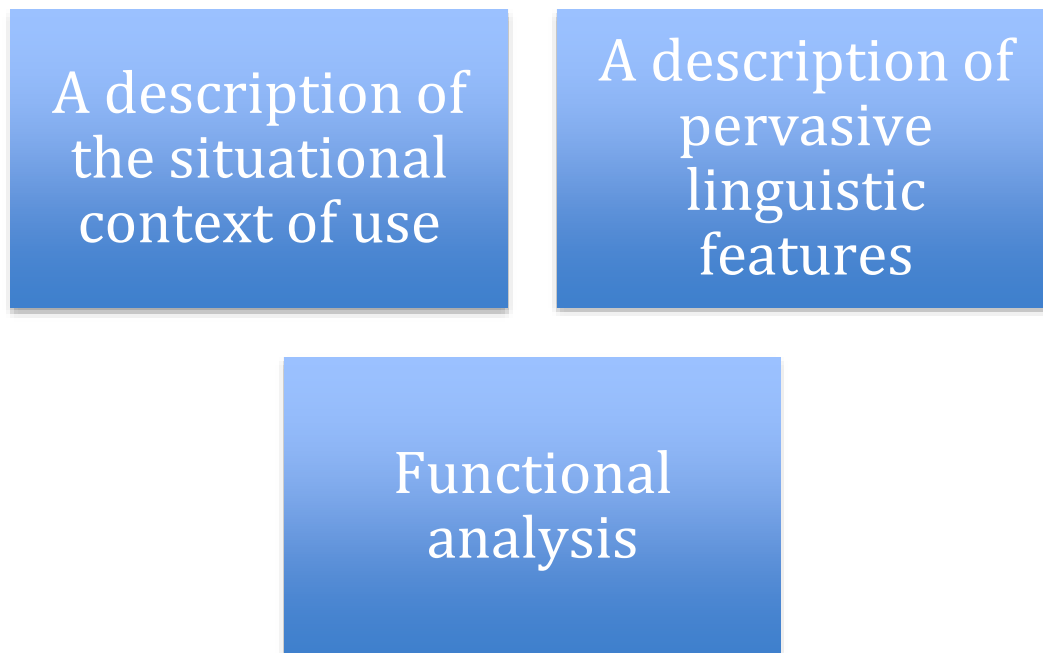 A description of
the situational
context of use
A description of
pervasive
linguistic
features
Functional
analysis